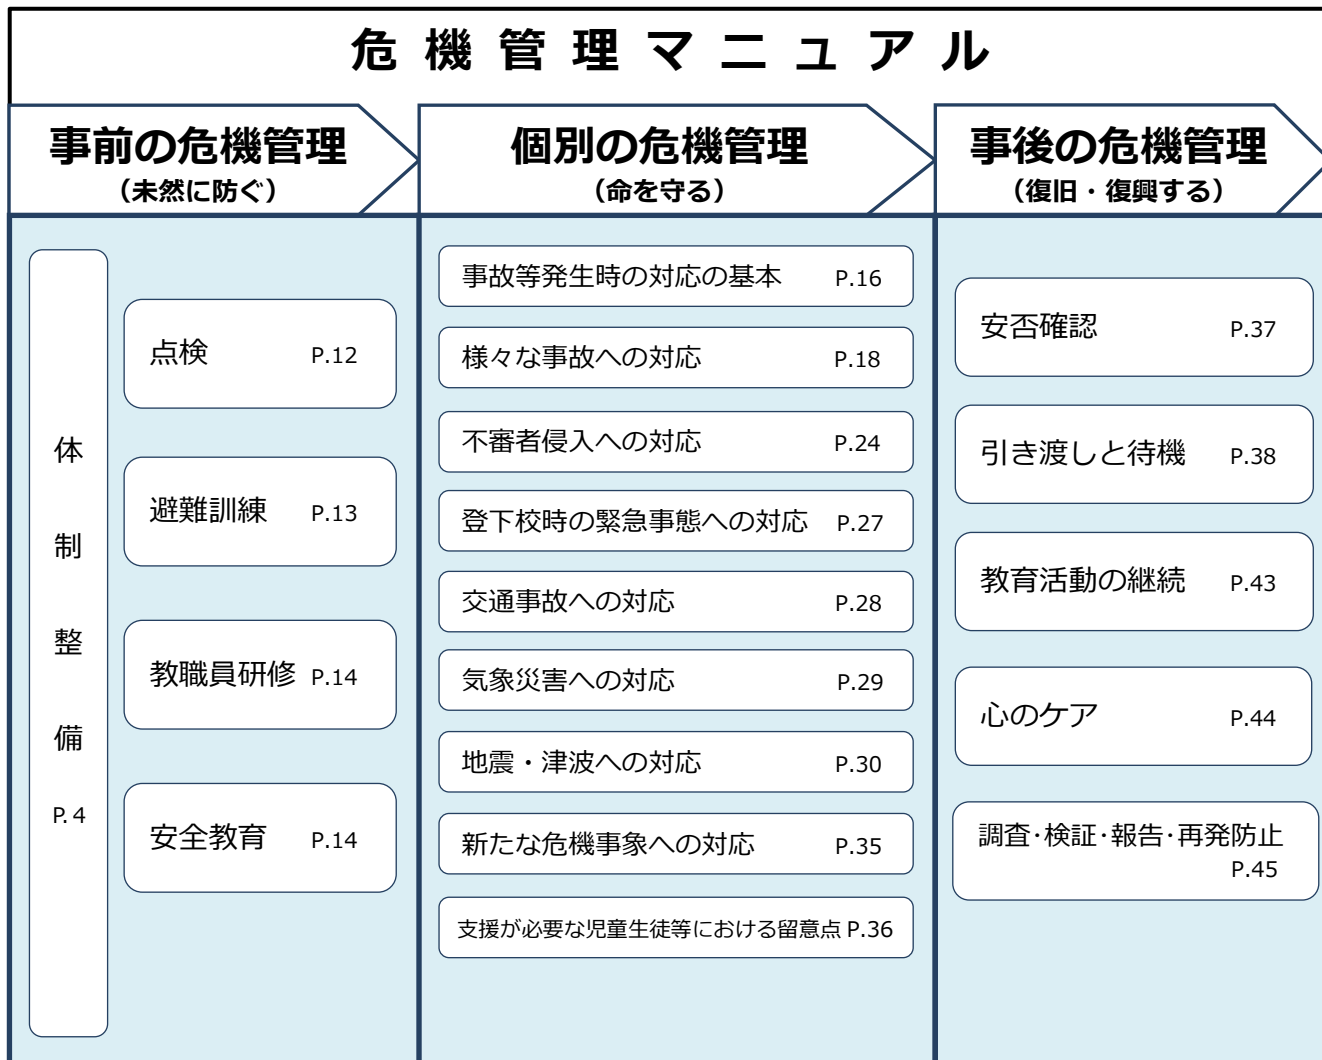 危機管理マニュアル
事前の危機管理
（未然に防ぐ）
体制整備 P.4
点検 P.12
避難訓練 P.13
教職員研修 P.14
安全教育 P.14
個別の危機管理
（命を守る）
事故等発生時の対応の基本 P.16
様々な事故への対応 P.18
不審者侵入への対応 P.24
登下校時の緊急事態への対応 P.27
交通事故への対応 P.28
気象災害への対応 P.29
地震・津波への対応 P.30
新たな危機事象への対応 P.35
支援が必要な児童生徒等における留意点 P.36
事後の危機管理
（復旧・復興する）
安否確認 P.37
引き渡しと待機 P.38
教育活動の継続 P.43
心のケア P.44
調査･検証･報告･再発防止
P.45